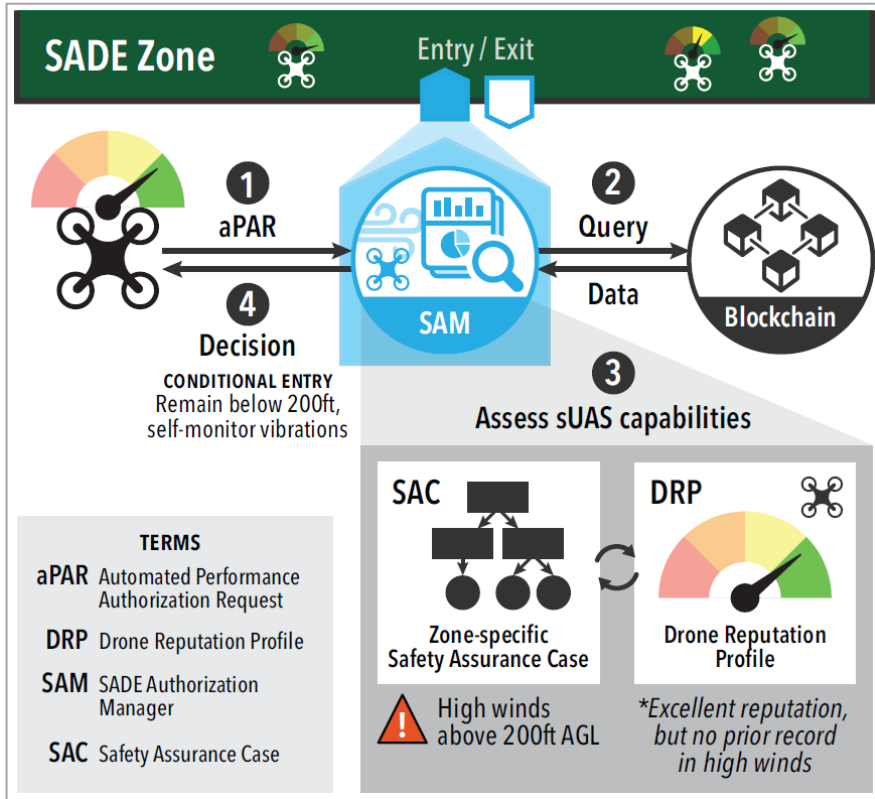 SADE Zone
Entry / Exit
1
aPAR
2
Query
4
Decision
CONDITIONAL ENTRY
Remain below 200ft,
self-monitor vibrations
SAM
Data
Blockchain
3
Assess sUAS capabilities
SAC
Zone-specific
Safety Assurance Case
! High winds
above 200ft AGL
DRP
Drone Reputation
Profile
*Excellent reputation,
but no prior record
in high winds
TERMS
aPAR Automated Performance
Authorization Request
DRP Drone Reputation Profile
SAM SADE Authorization
Manager
SAC Safety Assurance Case